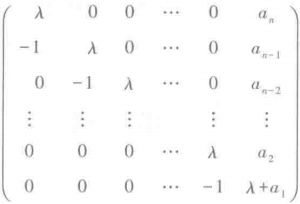 λ 0 0 ⋯ 0 aₙ
−1 λ 0 ⋯ 0 aₙ₋₁
0 −1 λ ⋯ 0 aₙ₋₂
⋮ ⋮ ⋮ ⋮ ⋮
0 0 0 ⋯ λ a₂
0 0 0 ⋯ −1 λ+a₁